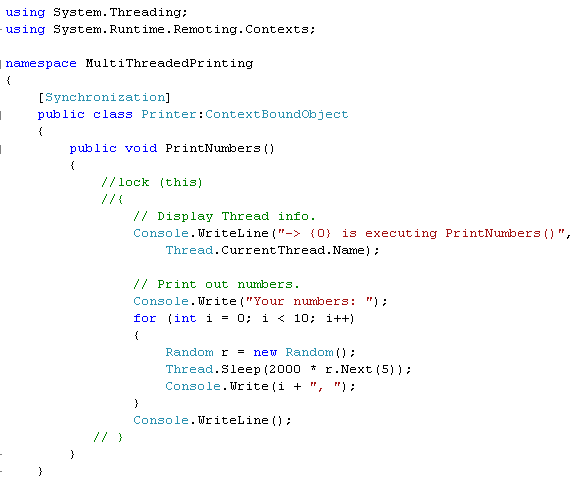 using System.Threading;
using System.Runtime.Remoting.Contexts;

namespace MultiThreadedPrinting
{
    [Synchronization]
    public class Printer:ContextBoundObject
    {
        public void PrintNumbers()
        {
            //lock (this)
            //{
                // Display Thread info.
                Console.WriteLine("-> {0} is executing PrintNumbers()",
                    Thread.CurrentThread.Name);

                // Print out numbers.
                Console.Write("Your numbers: ");
                for (int i = 0; i < 10; i++)
                {
                    Random r = new Random();
                    Thread.Sleep(2000 * r.Next(5));
                    Console.Write(i + ", ");
                }
                Console.WriteLine();
           // }
        }
    }